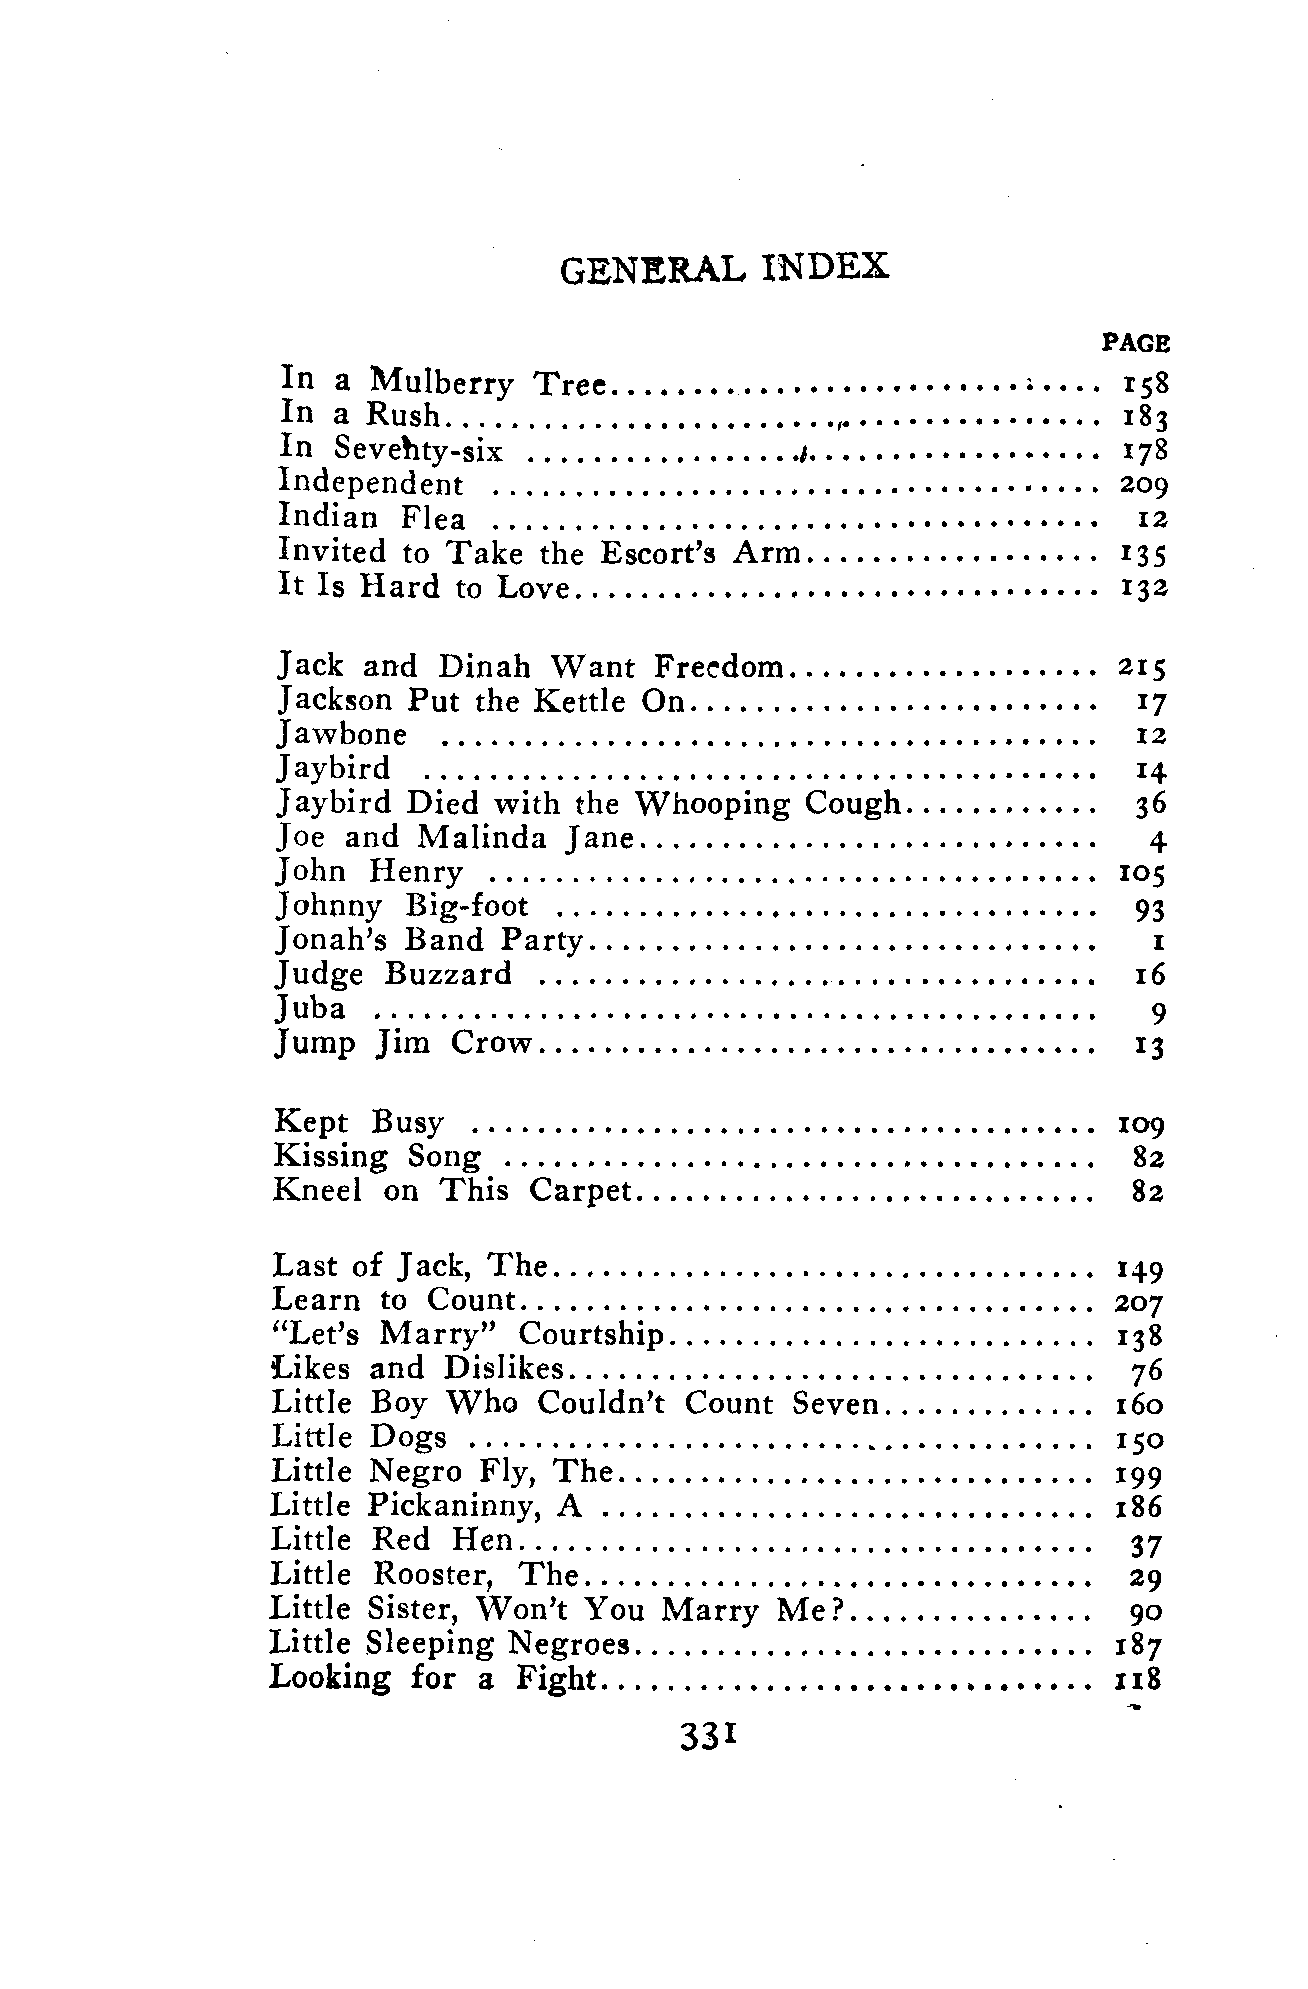 GENERAL INDEX
PAGE
In a Mulberry Tree.............................. 158
In a Rush........................................ 183
In Seventy-six ................................... 178
Independent ..................................... 209
Indian Flea ..................................... 12
Invited to Take the Escort's Arm.................. 135
It Is Hard to Love................................ 132
Jack and Dinah Want Freedom................... 215
Jackson Put the Kettle On......................... 17
Jawbone ........................................ 12
Jaybird ......................................... 14
Jaybird Died with the Whooping Cough............ 36
Joe and Malinda Jane............................ 4
John Henry ..................................... 105
Johnny Big-foot ................................. 93
Jonah's Band Party............................... 1
Judge Buzzard .................................. 16
Juba ............................................ 9
Jump Jim Crow.................................. 13
Kept Busy ...................................... 109
Kissing Song .................................... 82
Kneel on This Carpet............................ 82
Last of Jack, The................................. 149
Learn to Count................................... 207
"Let's Marry" Courtship.......................... 138
Likes and Dislikes................................ 76
Little Boy Who Couldn't Count Seven............. 160
Little Dogs ...................................... 150
Little Negro Fly, The............................. 199
Little Pickaninny, A .............................. 186
Little Red Hen................................... 37
Little Rooster, The............................... 29
Little Sister, Won't You Marry Me?............... 90
Little Sleeping Negroes............................ 187
Looking for a Fight.............................. 118
331